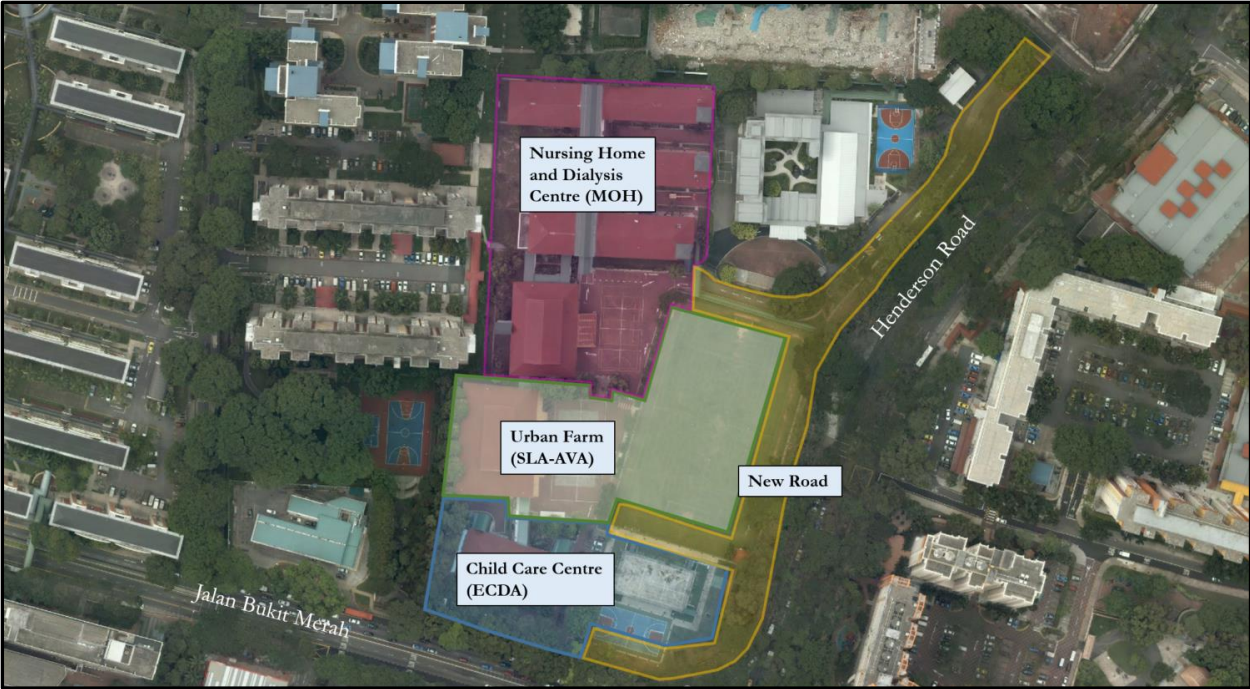 Nursing Home
and Dialysis
Centre (MOH)
Henderson Road
Urban Farm
(SLA-AVA)
New Road
Child Care Centre
(ECDA)
Jalan Bukit Merah